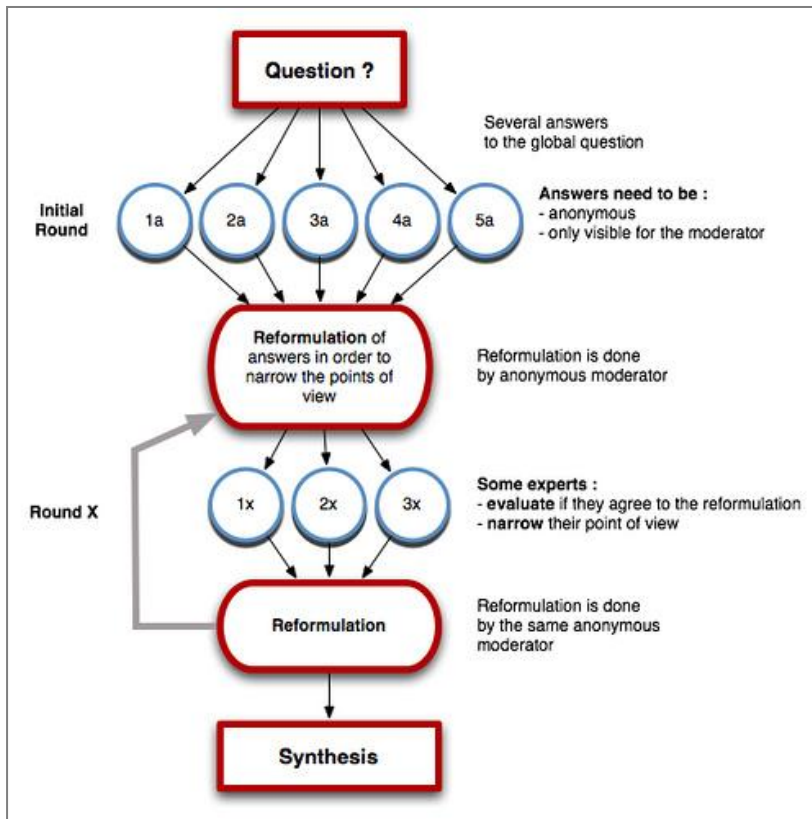 Question ?
Several answers
to the global question
Initial
Round
1a
2a
3a
4a
5a
Answers need to be :
- anonymous
- only visible for the moderator
Reformulation of
answers in order to
narrow the points of
view
Reformulation is done
by anonymous moderator
Round X
1x
2x
3x
Some experts :
- evaluate if they agree to the reformulation
- narrow their point of view
Reformulation
Reformulation is done
by the same anonymous
moderator
Synthesis